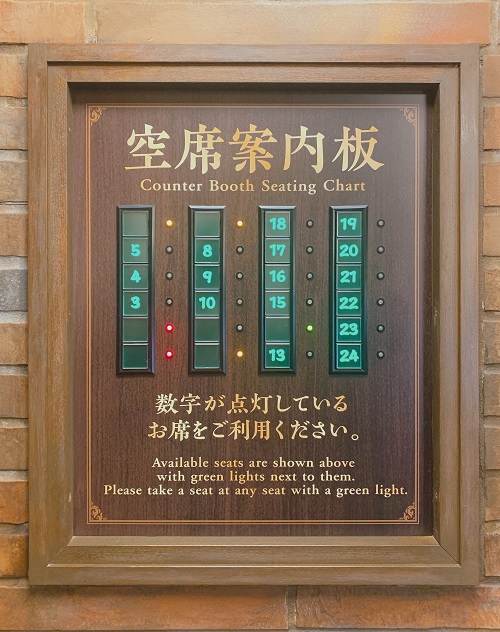 空席案内板
Counter Booth Seating Chart
18 19
5 8 17 20
4 9 16 21
3 10 15 22
23
13 24
数字が点灯している
お席をご利用ください。
Available seats are shown above
with green lights next to them.
Please take a seat at any seat with a green light.